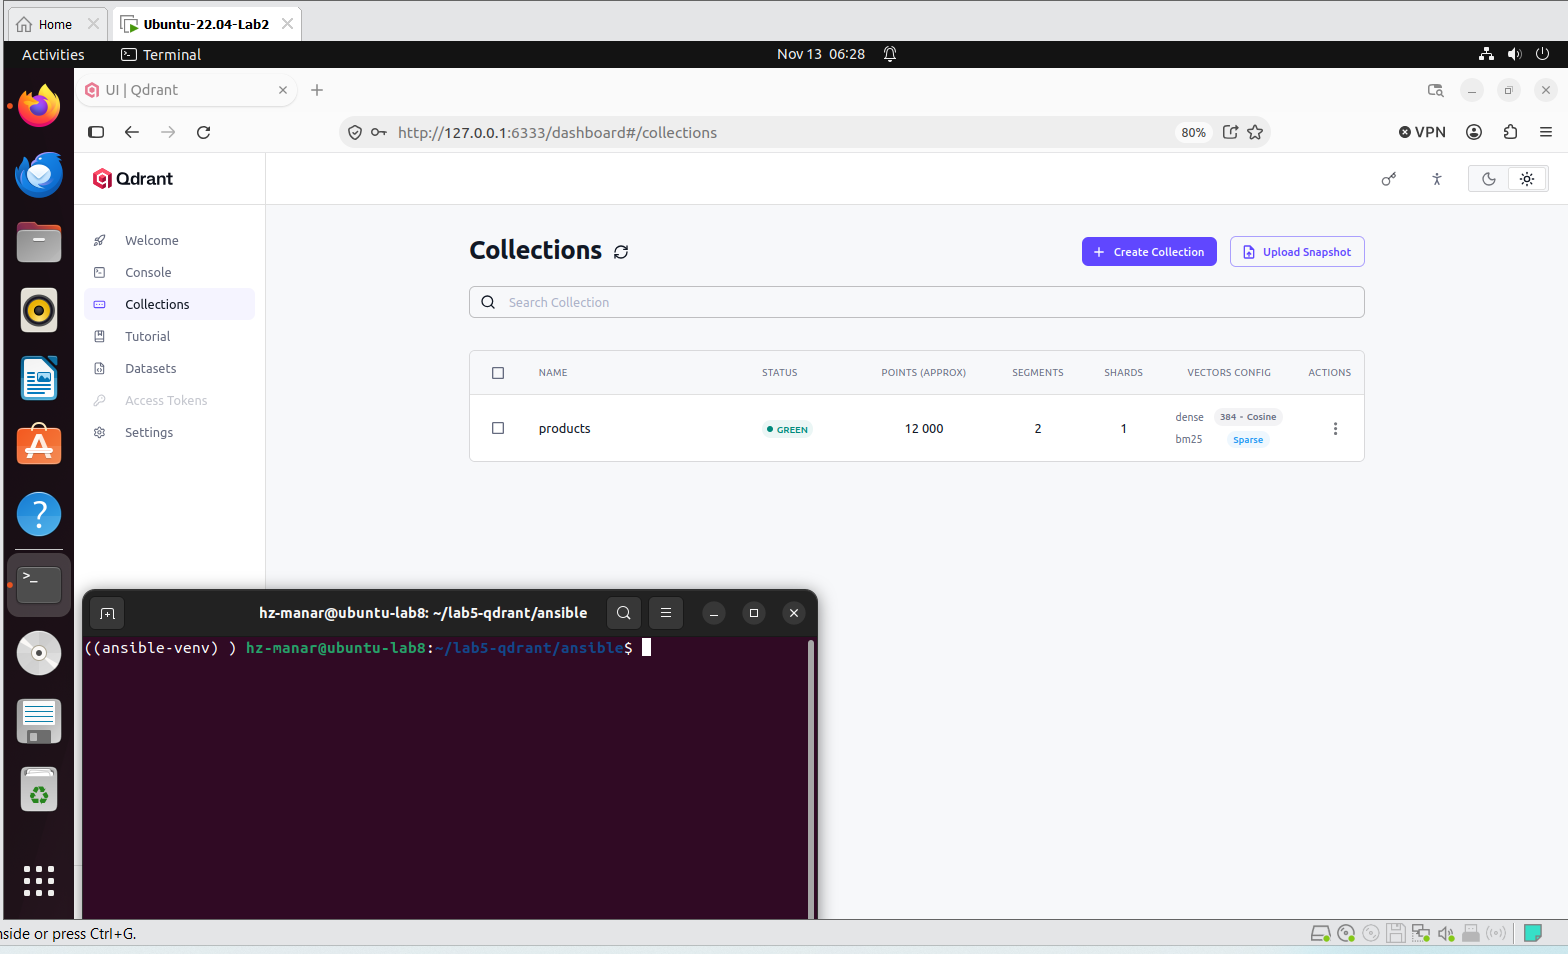 Home
Ubuntu-22.04-Lab2
Activities
Terminal
Nov 13 06:28
UI | Qdrant
http://127.0.0.1:6333/dashboard#/collections
80%
VPN
Qdrant
Welcome
Console
Collections
Tutorial
Datasets
Access Tokens
Settings
Collections
Create Collection
Upload Snapshot
Search Collection
NAME STATUS POINTS (APPROX) SEGMENTS SHARDS VECTORS CONFIG ACTIONS
products GREEN 12 000 2 1
dense 384 - Cosine
bm25 Sparse
hz-manar@ubuntu-lab8: ~/lab5-qdrant/ansible
((ansible-venv) ) hz-manar@ubuntu-lab8:~/lab5-qdrant/ansible$
nside or press Ctrl+G.